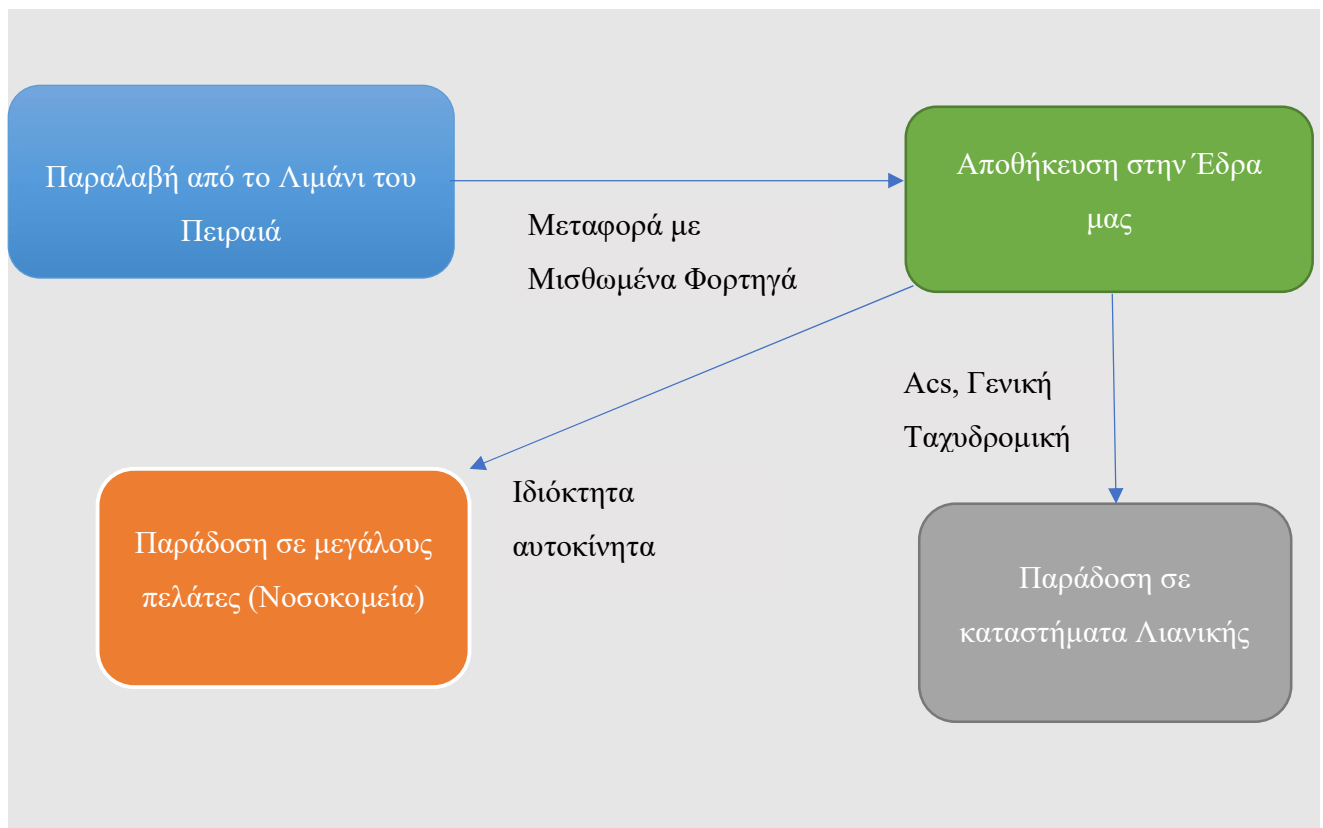 Παραλαβή από το Λιμάνι του
Πειραιά
Μεταφορά με
Μισθωμένα Φορτηγά
Αποθήκευση στην Έδρα
μας
Ιδιόκτητα
αυτοκίνητα
Acs, Γενική
Ταχυδρομική
Παράδοση σε μεγάλους
πελάτες (Νοσοκομεία)
Παράδοση σε
καταστήματα Λιανικής